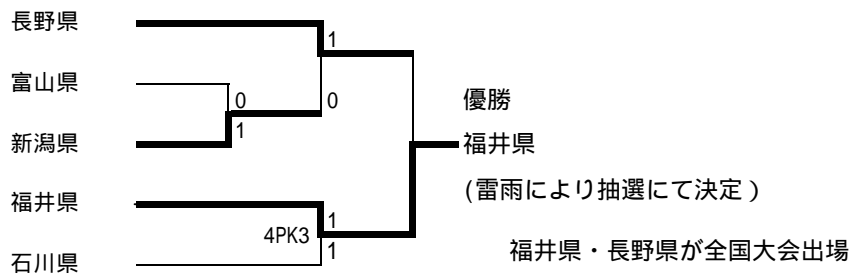 長野県
富山県
新潟県
福井県
石川県
1
0
1
0
4PK3
1
1
優勝
福井県
(雷雨により抽選にて決定)
福井県・長野県が全国大会出場